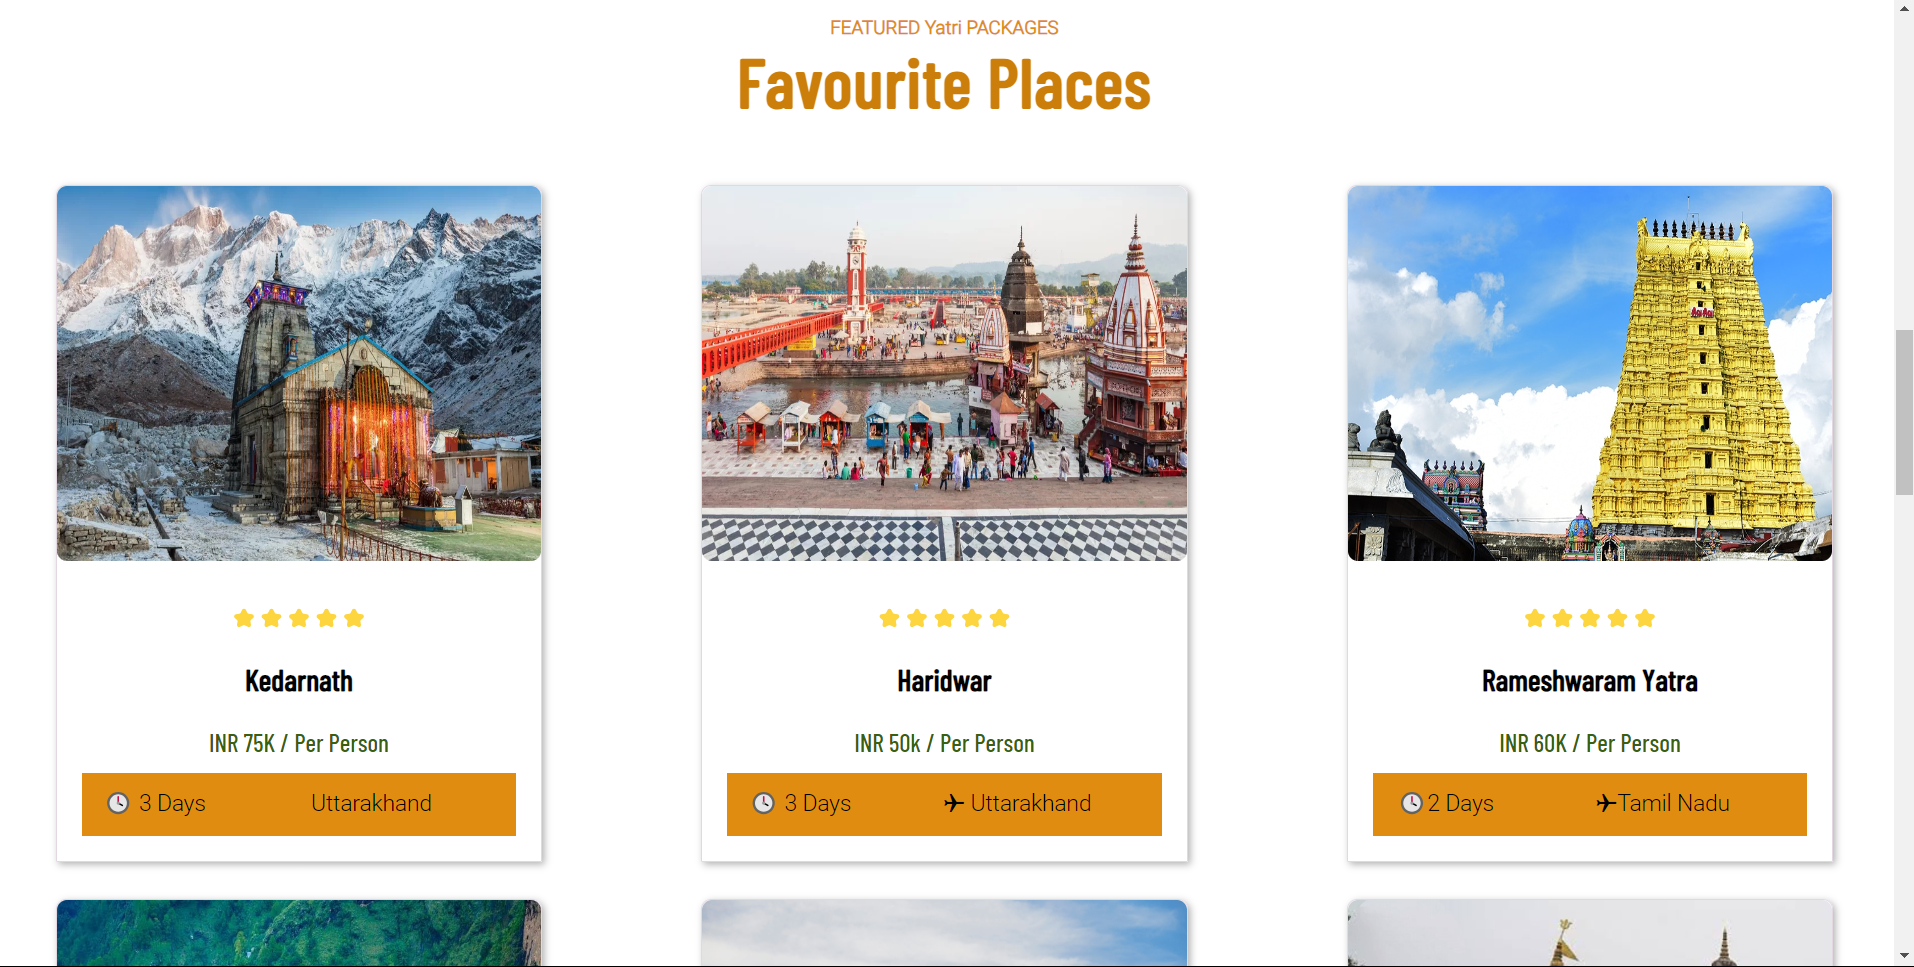 FEATURED Yatri PACKAGES
Favourite Places
Kedarnath
INR 75K / Per Person
3 Days Uttarakhand
Haridwar
INR 50k / Per Person
3 Days Uttarakhand
Rameshwaram Yatra
INR 60K / Per Person
2 Days Tamil Nadu